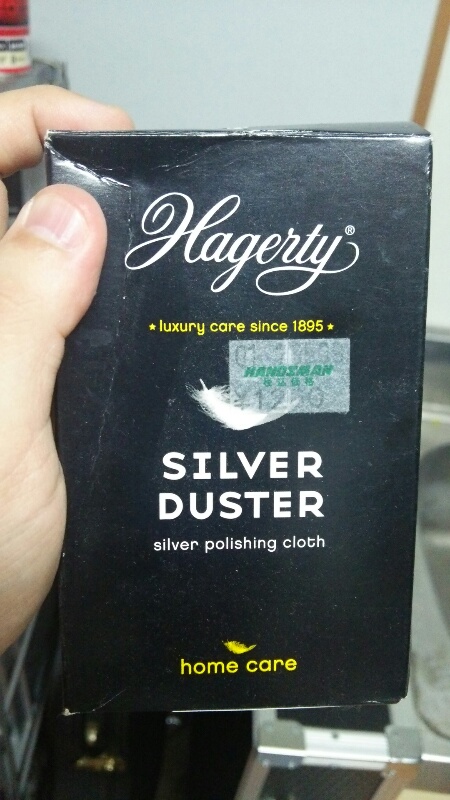 Hagerty®
★ luxury care since 1895 ★
HANDSMAN
SILVER
DUSTER
silver polishing cloth
home care